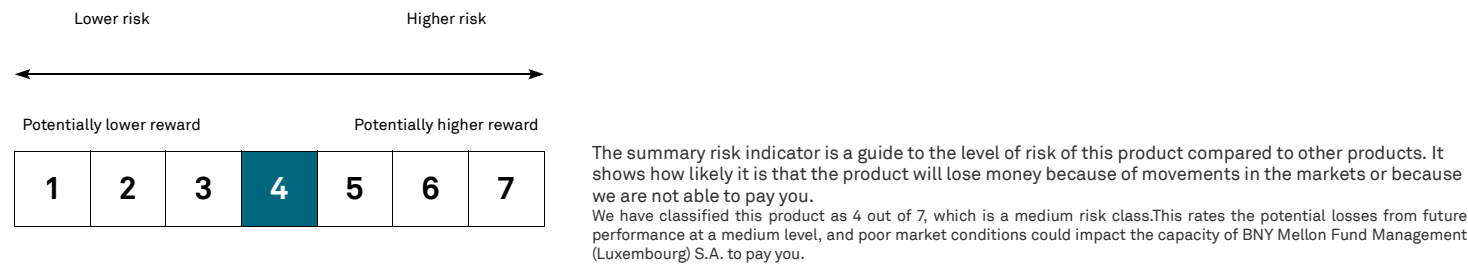 Lower risk Higher risk
Potentially lower reward Potentially higher reward
1 2 3 4 5 6 7
The summary risk indicator is a guide to the level of risk of this product compared to other products. It
shows how likely it is that the product will lose money because of movements in the markets or because
we are not able to pay you.
We have classified this product as 4 out of 7, which is a medium risk class.This rates the potential losses from future
performance at a medium level, and poor market conditions could impact the capacity of BNY Mellon Fund Management
(Luxembourg) S.A. to pay you.